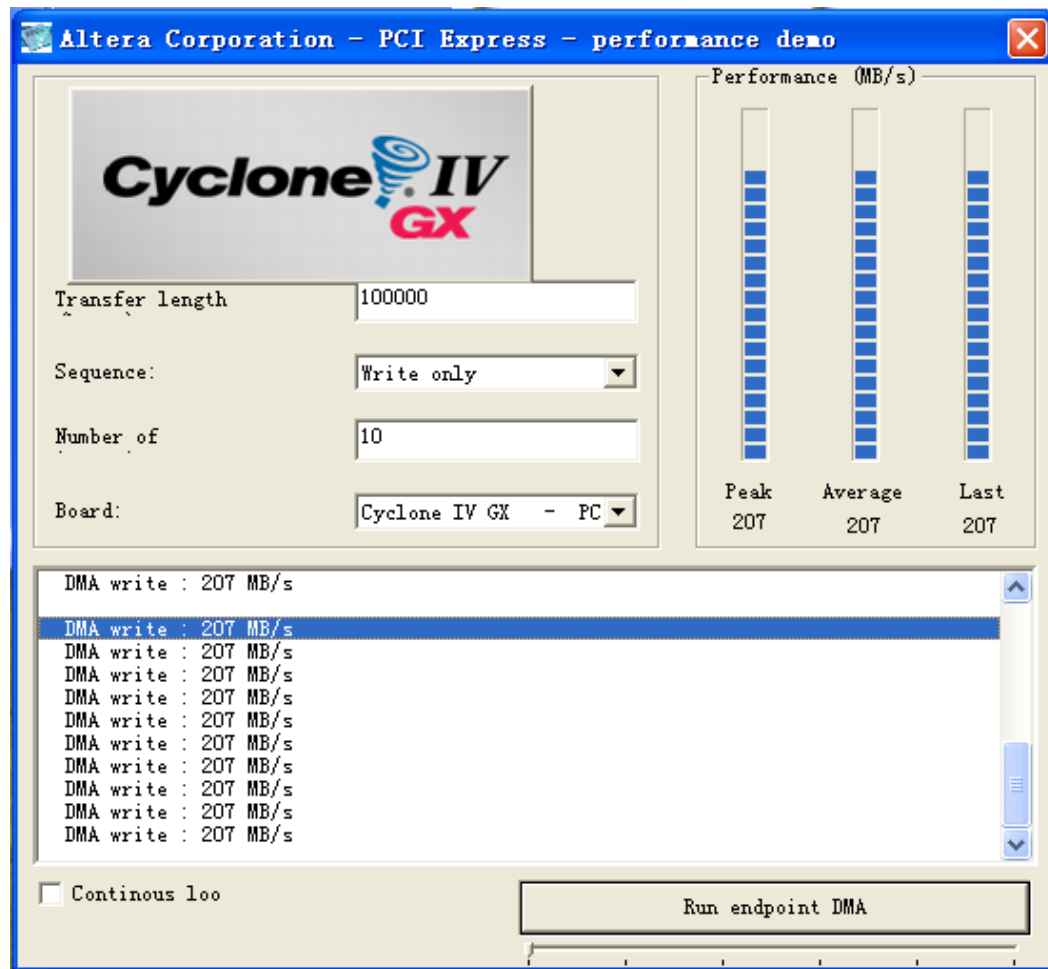 Altera Corporation - PCI Express - performance demo
Cyclone IV
GX
Transfer length
100000
Sequence:
Write only
Number of
10
Board:
Cyclone IV GX - PC
Performance (MB/s)
Peak Average Last
207 207 207
DMA write : 207 MB/s
DMA write : 207 MB/s
DMA write : 207 MB/s
DMA write : 207 MB/s
DMA write : 207 MB/s
DMA write : 207 MB/s
DMA write : 207 MB/s
DMA write : 207 MB/s
DMA write : 207 MB/s
DMA write : 207 MB/s
DMA write : 207 MB/s
Continous loo
Run endpoint DMA